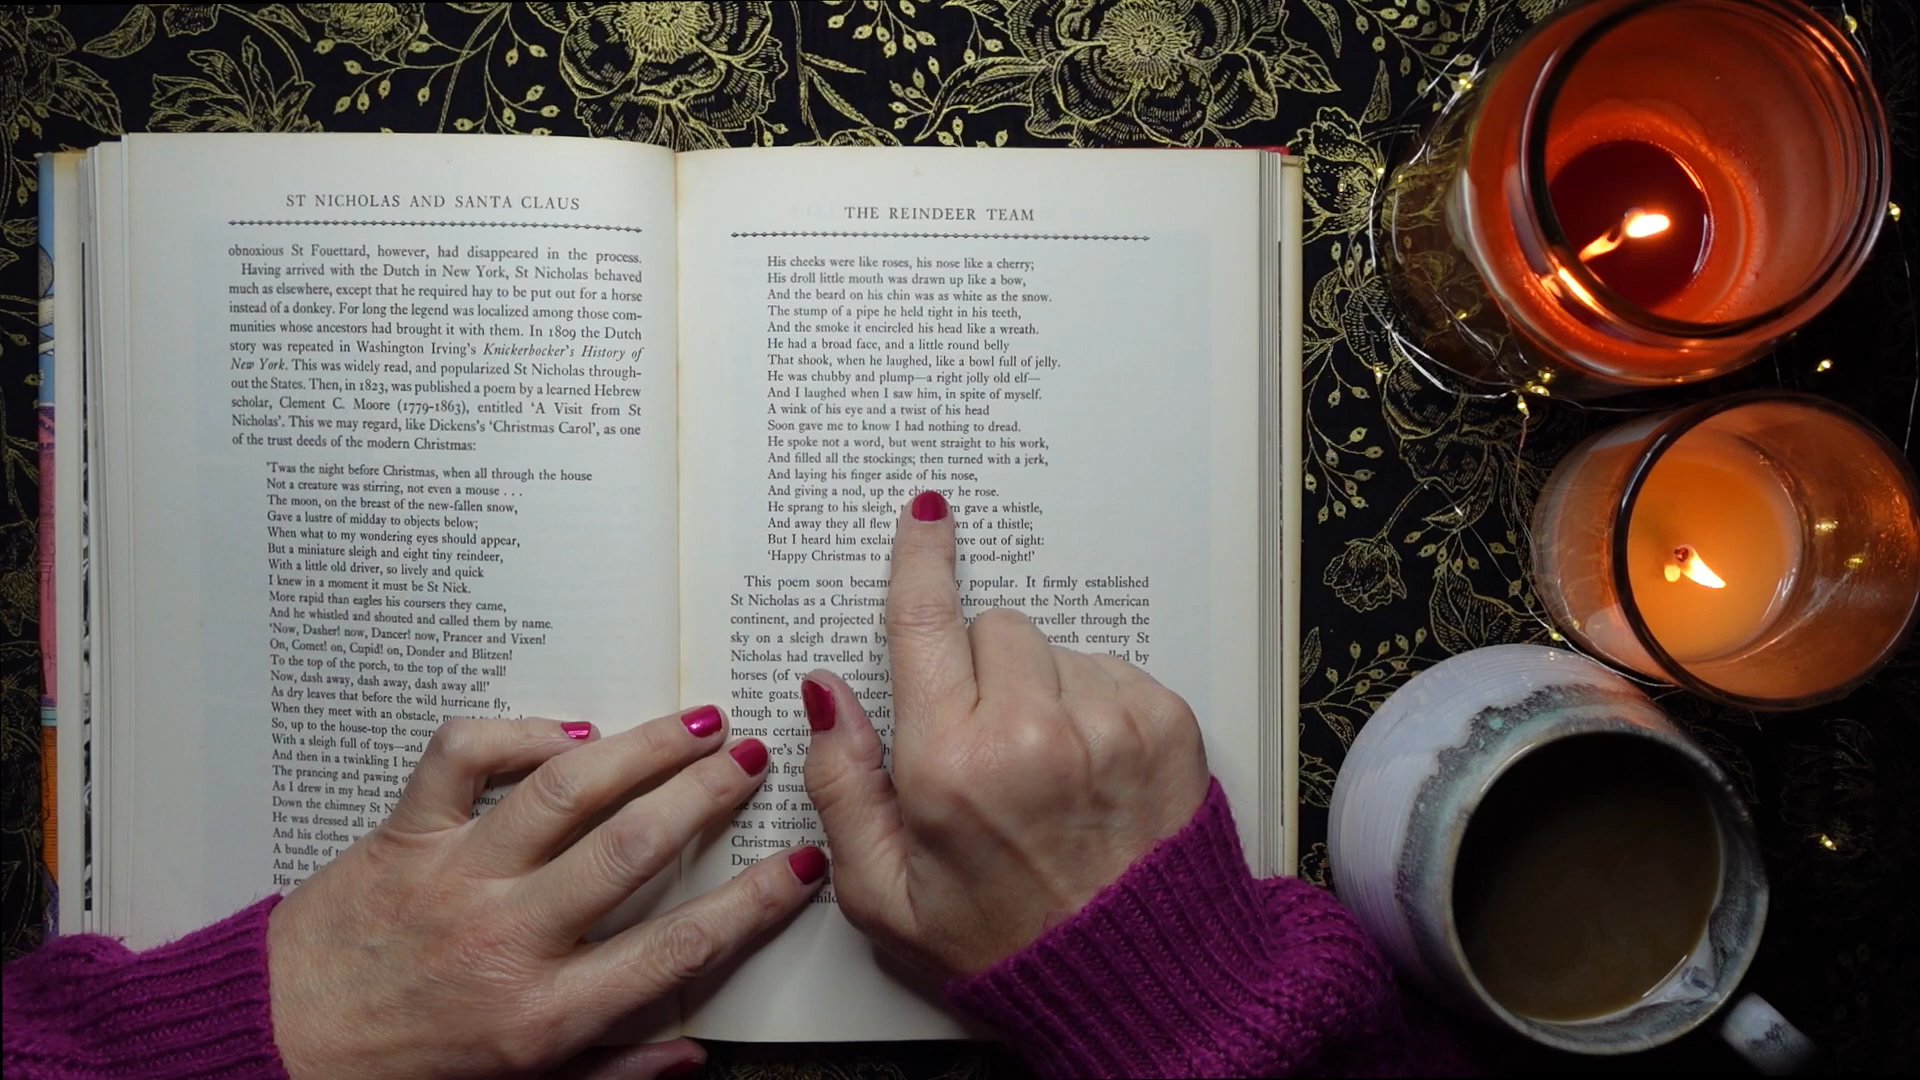 ST NICHOLAS AND SANTA CLAUS
obnoxious St Fouettard, however, had disappeared in the process.
Having arrived with the Dutch in New York, St Nicholas behaved
much as elsewhere, except that he required hay to be put out for a horse
instead of a donkey. For long the legend was localized among those com-
munities whose ancestors had brought it with them. In 1809 the Dutch
story was repeated in Washington Irving's Knickerbocker's History of
New York. This was widely read, and popularized St Nicholas through-
out the States. Then, in 1823, was published a poem by a learned Hebrew
scholar, Clement C. Moore (1779-1863), entitled 'A Visit from St
Nicholas'. This we may regard, like Dickens's 'Christmas Carol', as one
of the trust deeds of the modern Christmas:
'Twas the night before Christmas, when all through the house
Not a creature was stirring, not even a mouse . . .
The moon, on the breast of the new-fallen snow,
Gave a lustre of midday to objects below;
When what to my wondering eyes should appear,
But a miniature sleigh and eight tiny reindeer,
With a little old driver, so lively and quick
I knew in a moment it must be St Nick.
More rapid than eagles his coursers they came,
And he whistled and shouted and called them by name.
'Now, Dasher! now, Dancer! now, Prancer and Vixen!
On, Comet! on, Cupid! on, Donder and Blitzen!
To the top of the porch, to the top of the wall!
Now, dash away, dash away, dash away all!'
As dry leaves that before the wild hurricane fly,
When they meet with an obstacle,
So, up to the house-top the
With a sleigh full of toys—and
And then in a twinkling I
The prancing and pawing
As I drew in my head and
Down the chimney St
He was dressed all in
And his clothes
A bundle of
And he
His
THE REINDEER TEAM
His cheeks were like roses, his nose like a cherry;
His droll little mouth was drawn up like a bow,
And the beard on his chin was as white as the snow.
The stump of a pipe he held tight in his teeth,
And the smoke it encircled his head like a wreath.
He had a broad face, and a little round belly
That shook, when he laughed, like a bowl full of jelly.
He was chubby and plump—a right jolly old elf—
And I laughed when I saw him, in spite of myself.
A wink of his eye and a twist of his head
Soon gave me to know I had nothing to dread.
He spoke not a word, but went straight to his work,
And filled all the stockings; then turned with a jerk,
And laying his finger aside of his nose,
And giving a nod, up the chimney he rose.
He sprang to his sleigh, gave a whistle,
And away they all flew of a thistle;
But I heard him out of sight:
'Happy Christmas to a good-night!'
This poem soon became popular. It firmly established
St Nicholas as a Christmas throughout the North American
continent, and projected traveller through the
sky on a sleigh drawn by century St
Nicholas had travelled by by
horses (of colours).
white goats.
though to
means
St
is
son of a
was a vitriolic
Christmas